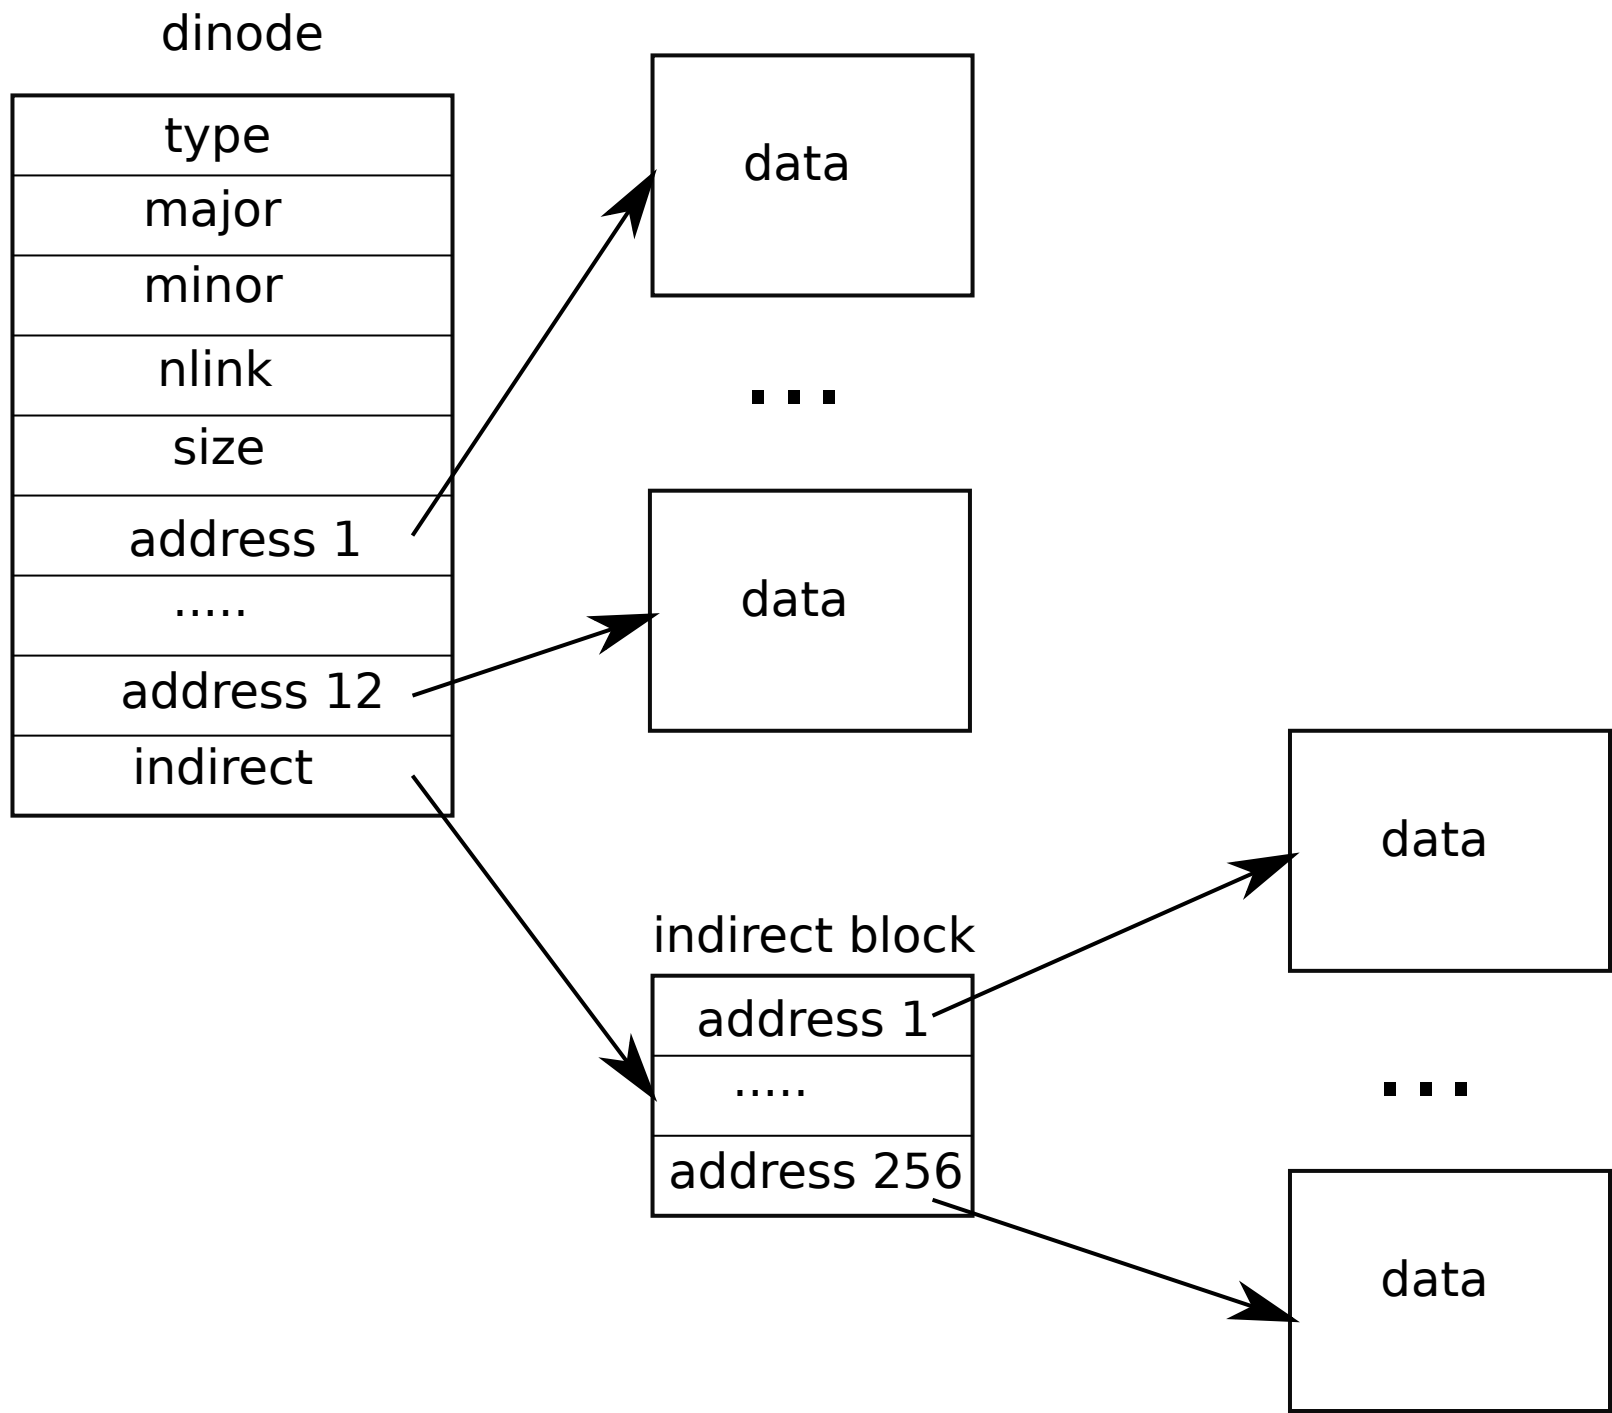 dinode
type
major
minor
nlink
size
address 1
.....
address 12
indirect
data
...
data
indirect block
address 1
.....
address 256
data
...
data